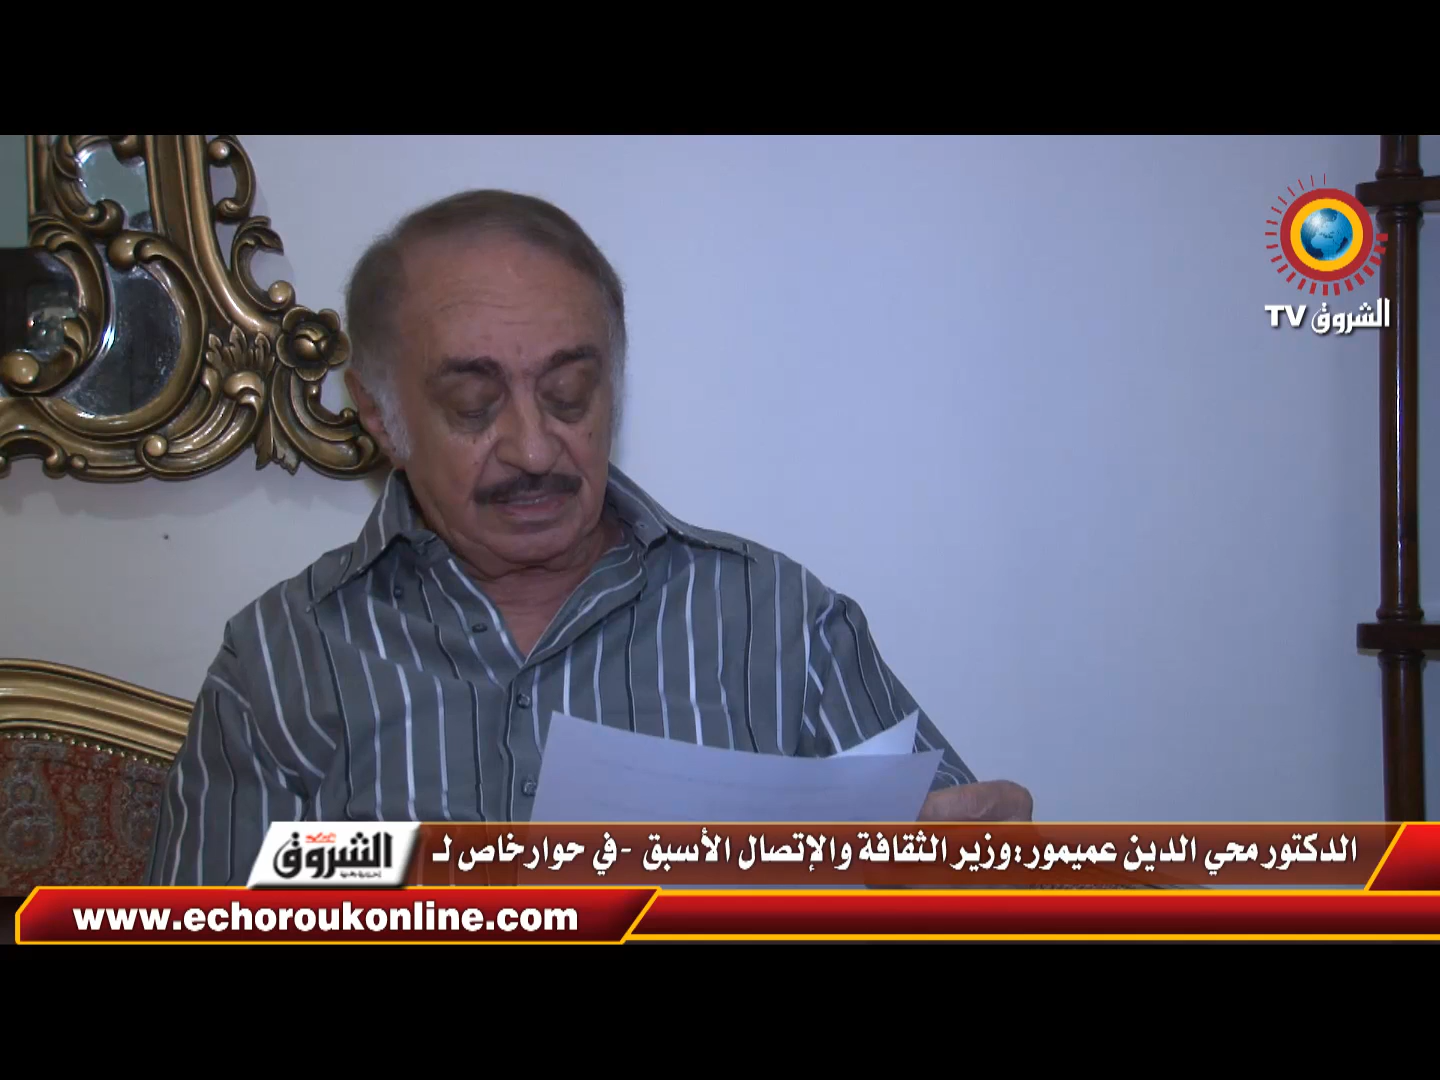 الشروق TV
الدكتور محي الدين عميمور: وزير الثقافة والإتصال الأسبق - في حوار خاص لـ الشروق
www.echoroukonline.com